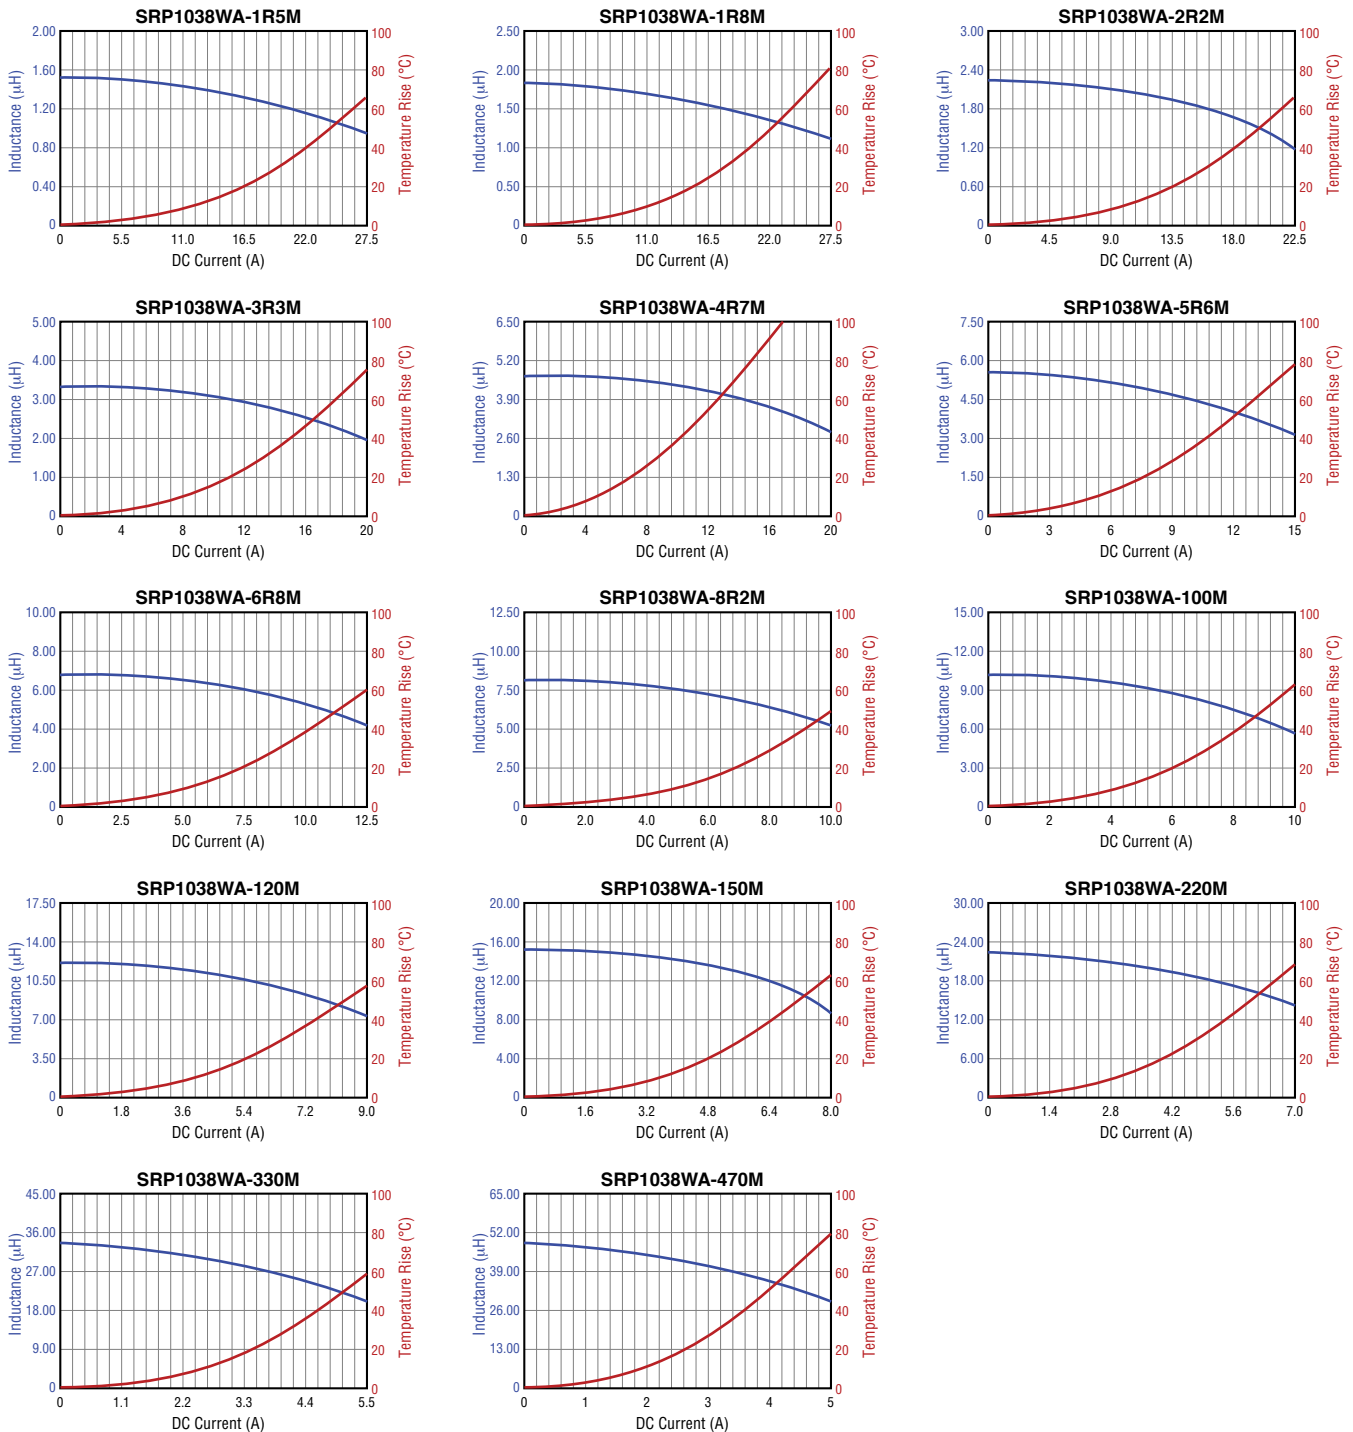 SRP1038WA-1R5M
2.00
1.60
1.20
0.80
0.40
0
Inductance (µH)
100
80
60
40
20
0
Temperature Rise (°C)
0 5.5 11.0 16.5 22.0 27.5
DC Current (A)
SRP1038WA-1R8M
2.50
2.00
1.50
1.00
0.50
0
Inductance (µH)
100
80
60
40
20
0
Temperature Rise (°C)
0 5.5 11.0 16.5 22.0 27.5
DC Current (A)
SRP1038WA-2R2M
3.00
2.40
1.80
1.20
0.60
0
Inductance (µH)
100
80
60
40
20
0
Temperature Rise (°C)
0 4.5 9.0 13.5 18.0 22.5
DC Current (A)
SRP1038WA-3R3M
5.00
4.00
3.00
2.00
1.00
0
Inductance (µH)
100
80
60
40
20
0
Temperature Rise (°C)
0 4 8 12 16 20
DC Current (A)
SRP1038WA-4R7M
6.50
5.20
3.90
2.60
1.30
0
Inductance (µH)
100
80
60
40
20
0
Temperature Rise (°C)
0 4 8 12 16 20
DC Current (A)
SRP1038WA-5R6M
7.50
6.00
4.50
3.00
1.50
0
Inductance (µH)
100
80
60
40
20
0
Temperature Rise (°C)
0 3 6 9 12 15
DC Current (A)
SRP1038WA-6R8M
10.00
8.00
6.00
4.00
2.00
0
Inductance (µH)
100
80
60
40
20
0
Temperature Rise (°C)
0 2.5 5.0 7.5 10.0 12.5
DC Current (A)
SRP1038WA-8R2M
12.50
10.00
7.50
5.00
2.50
0
Inductance (µH)
100
80
60
40
20
0
Temperature Rise (°C)
0 2.0 4.0 6.0 8.0 10.0
DC Current (A)
SRP1038WA-100M
15.00
12.00
9.00
6.00
3.00
0
Inductance (µH)
100
80
60
40
20
0
Temperature Rise (°C)
0 2 4 6 8 10
DC Current (A)
SRP1038WA-120M
17.50
14.00
10.50
7.00
3.50
0
Inductance (µH)
100
80
60
40
20
0
Temperature Rise (°C)
0 1.8 3.6 5.4 7.2 9.0
DC Current (A)
SRP1038WA-150M
20.00
16.00
12.00
8.00
4.00
0
Inductance (µH)
100
80
60
40
20
0
Temperature Rise (°C)
0 1.6 3.2 4.8 6.4 8.0
DC Current (A)
SRP1038WA-220M
30.00
24.00
18.00
12.00
6.00
0
Inductance (µH)
100
80
60
40
20
0
Temperature Rise (°C)
0 1.4 2.8 4.2 5.6 7.0
DC Current (A)
SRP1038WA-330M
45.00
36.00
27.00
18.00
9.00
0
Inductance (µH)
100
80
60
40
20
0
Temperature Rise (°C)
0 1.1 2.2 3.3 4.4 5.5
DC Current (A)
SRP1038WA-470M
65.00
52.00
39.00
26.00
13.00
0
Inductance (µH)
100
80
60
40
20
0
Temperature Rise (°C)
0 1 2 3 4 5
DC Current (A)